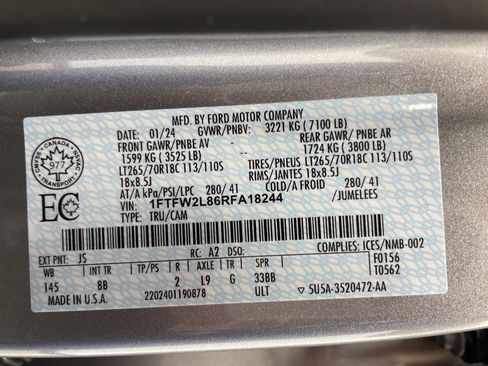 MFD. BY FORD MOTOR COMPANY
DATE: 01/24 GVWR/PNBV: 3221 KG (7100 LB)
FRONT GAWR/PNBE AV REAR GAWR/PNBE AR
1599 KG (3525 LB) 1724 KG (3800 LB)
LT265/70R18C 113/110S TIRES/PNEUS LT265/70R18C 113/110S
18x8.5J RIMS/JANTES 18x8.5J
AT/A kPa/PSI/LPC 280/41 COLD/A FROID 280/41
VIN: 1FTFW2L86RFA18244 /JUMELEES
TYPE: TRU/CAM
CANADA
CMVSS NSVAC
977
TRANSPORT
EC
EXT PNT: JS RC: A2 DSO: COMPLIANCES: ICES/NMB-002
WB INT TR TP/PS R AXLE TR SPR F0156
145 8B 2 L9 G 33BB T0562
MADE IN U.S.A. 2202401190878 ULT 5U5A-3520472-AA